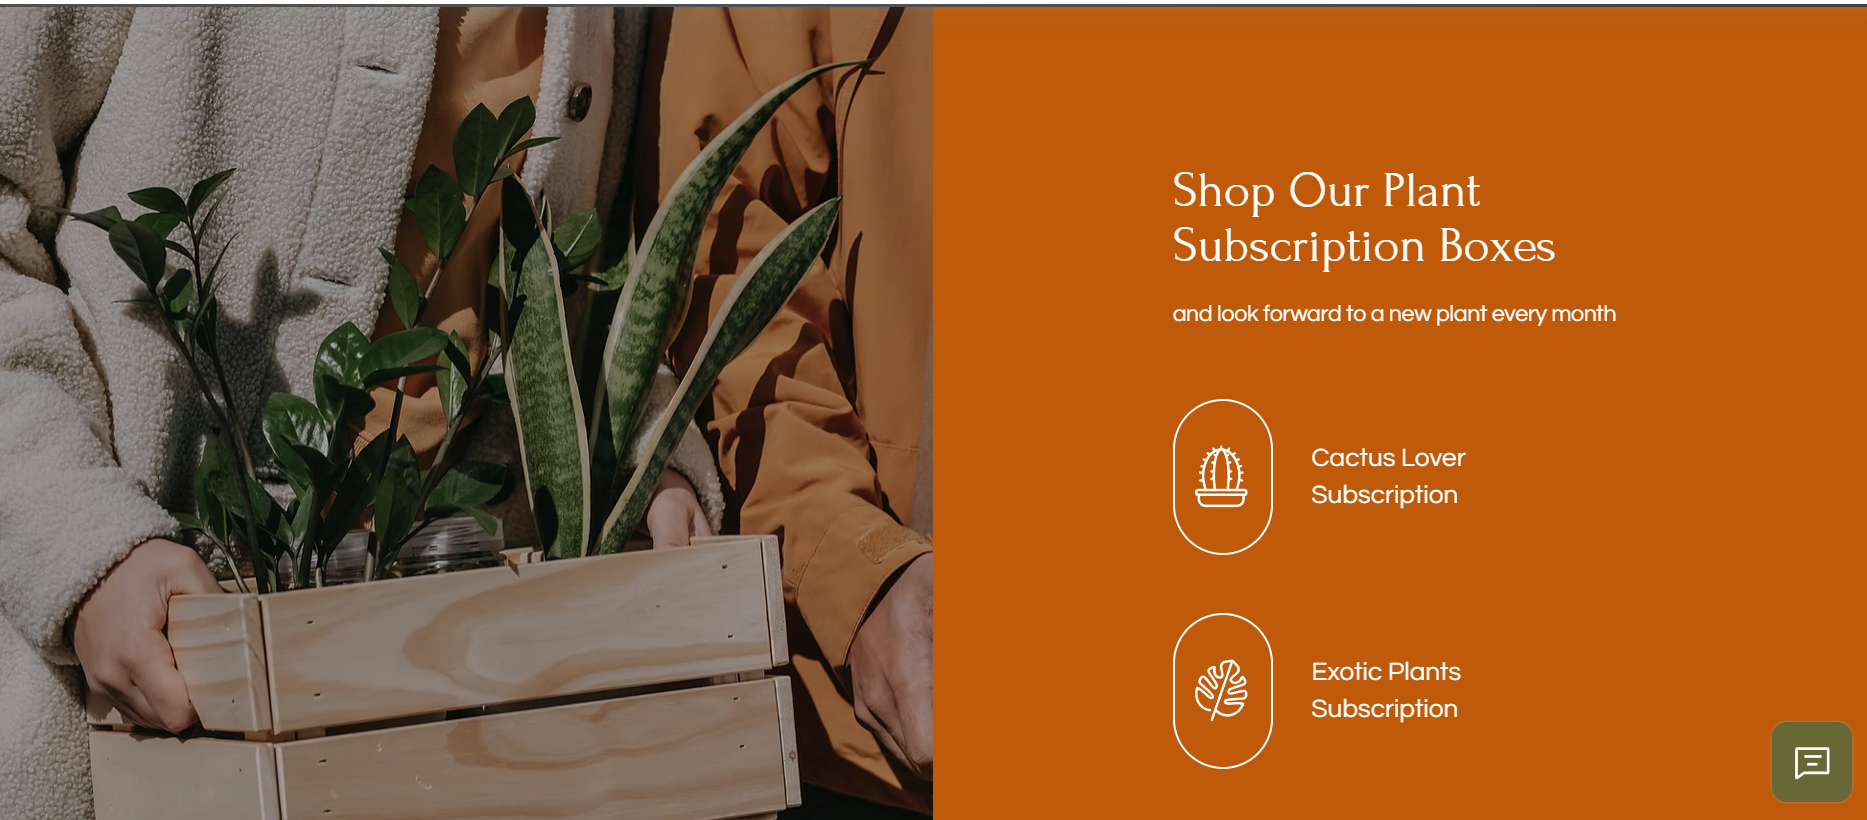 Shop Our Plant
Subscription Boxes
and look forward to a new plant every month
Cactus Lover
Subscription
Exotic Plants
Subscription